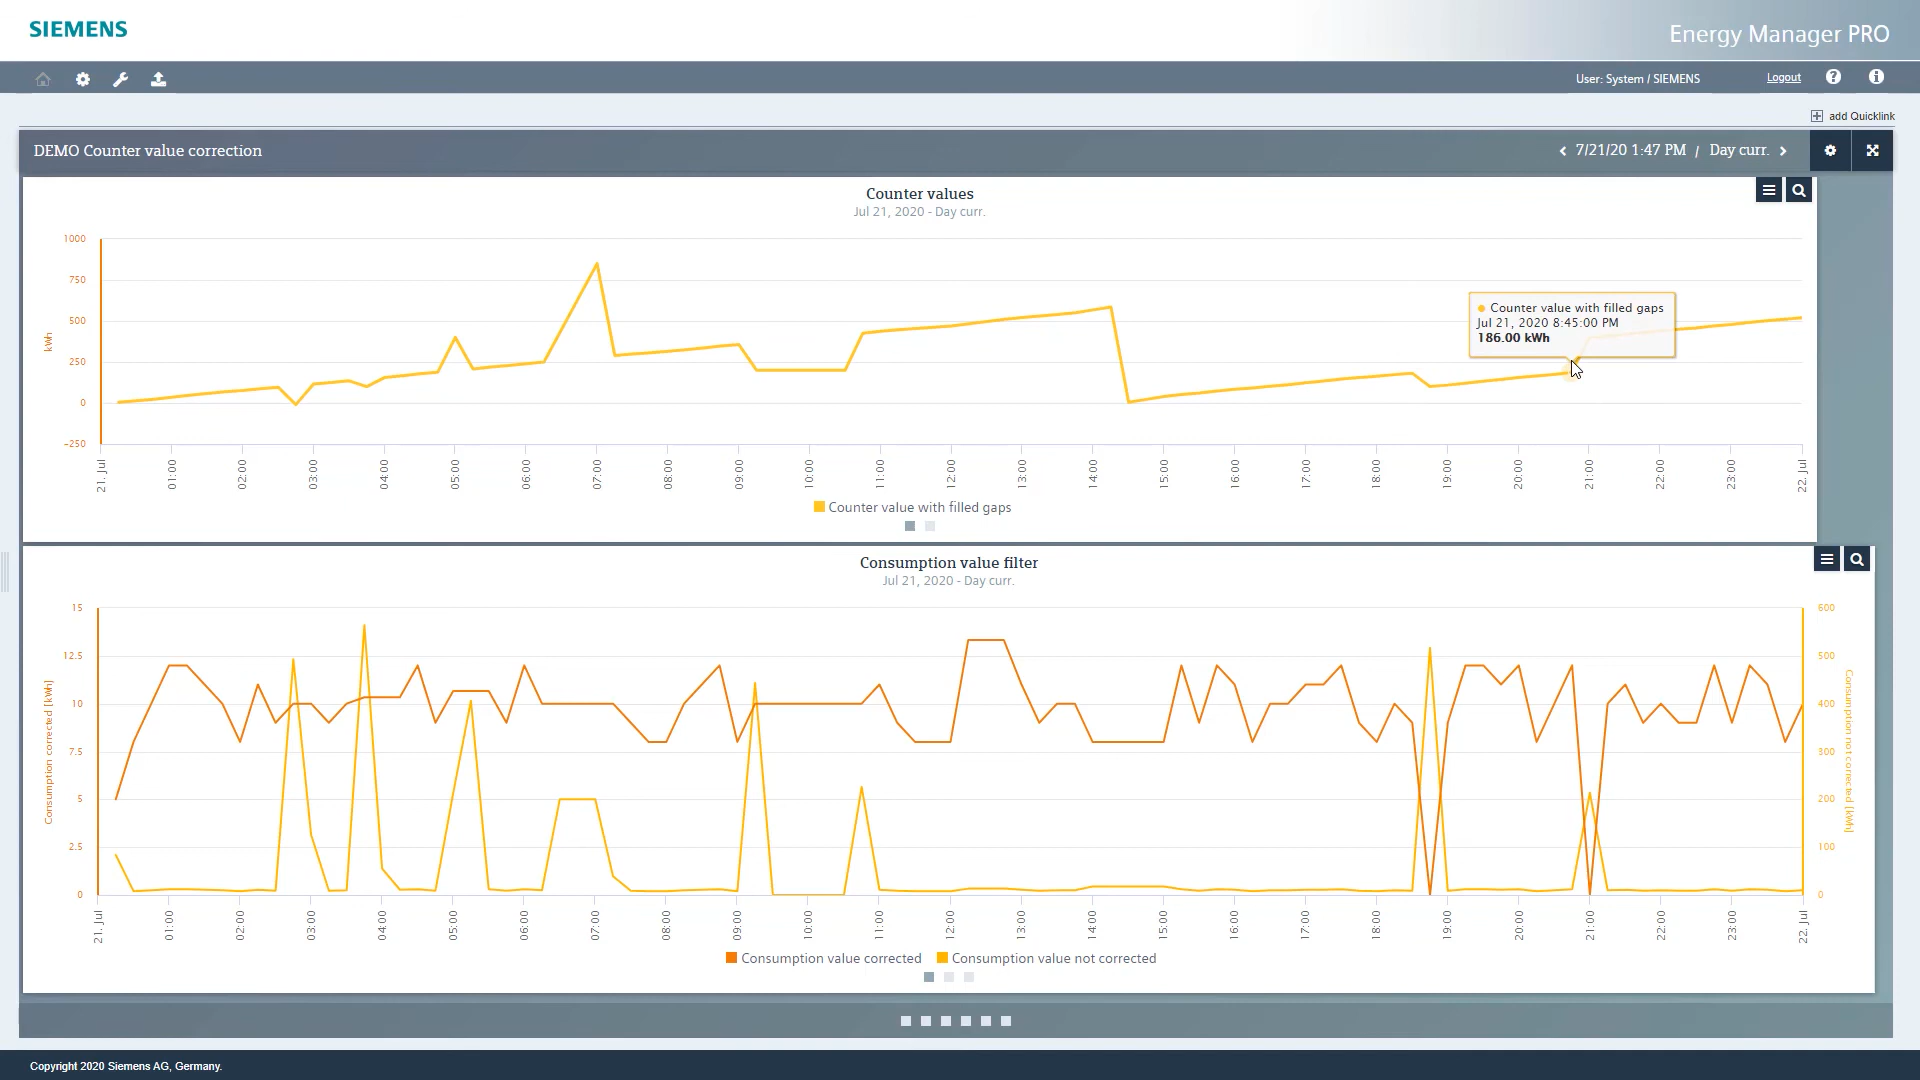 SIEMENS
Energy Manager PRO
User: System / SIEMENS
Logout
add Quicklink
DEMO Counter value correction
7/21/20 1:47 PM / Day curr.
Counter values
Jul 21, 2020 - Day curr.
1000
750
500
250
0
-250
kWh
Counter value with filled gaps
Jul 21, 2020 8:45:00 PM
186.00 kWh
21. Jul
01:00
02:00
03:00
04:00
05:00
06:00
07:00
08:00
09:00
10:00
11:00
12:00
13:00
14:00
15:00
16:00
17:00
18:00
19:00
20:00
21:00
22:00
23:00
22. Jul
Counter value with filled gaps
Consumption value filter
Jul 21, 2020 - Day curr.
15
12.5
10
7.5
5
2.5
0
Consumption corrected [kWh]
600
500
400
300
200
100
0
Consumption not corrected [kWh]
21. Jul
01:00
02:00
03:00
04:00
05:00
06:00
07:00
08:00
09:00
10:00
11:00
12:00
13:00
14:00
15:00
16:00
17:00
18:00
19:00
20:00
21:00
22:00
23:00
22. Jul
Consumption value corrected
Consumption value not corrected
Copyright 2020 Siemens AG, Germany.